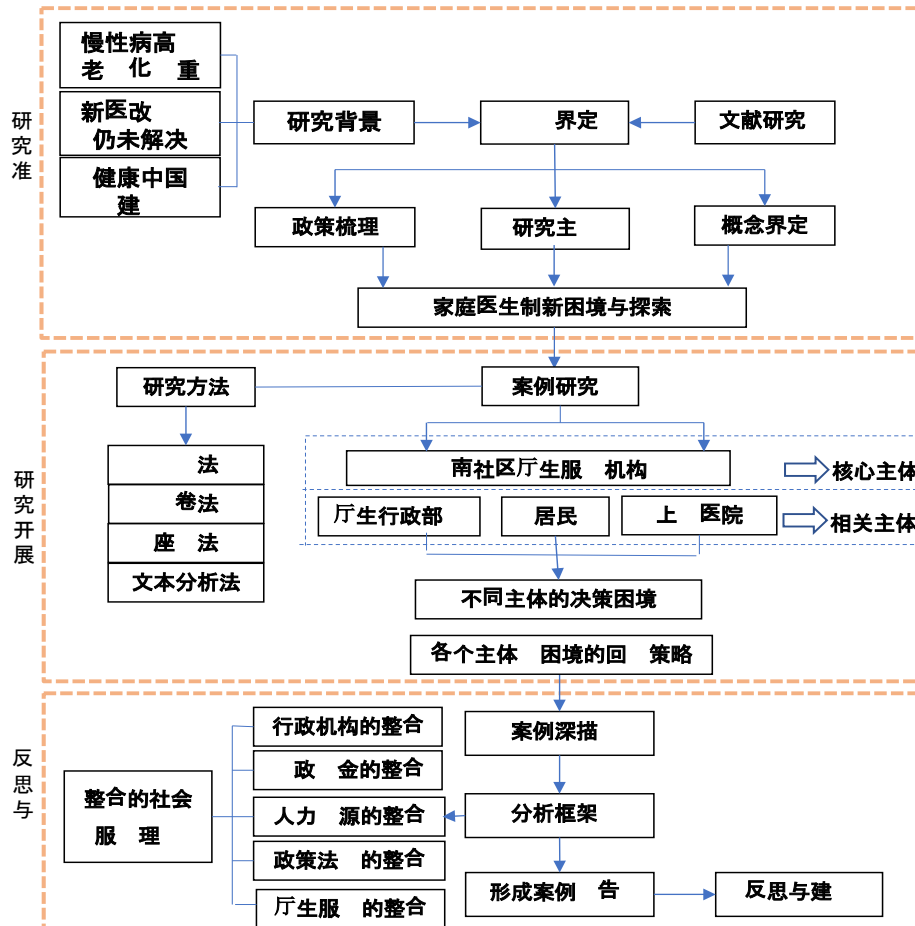 研究准
慢性病高
老 化 重
新医改
仍未解决
健康中国
建
研究背景
界定
文献研究
政策梳理
研究主
概念界定
家庭医生制新困境与探索
研究开展
研究方法
案例研究
法
卷法
座 法
文本分析法
南社区厅生服 机构
核心主体
厅生行政部
居民
上 医院
相关主体
不同主体的决策困境
各个主体 困境的回 策略
反思与
整合的社会
服 理
行政机构的整合
政 金的整合
人力 源的整合
政策法 的整合
厅生服 的整合
案例深描
分析框架
形成案例 告
反思与建